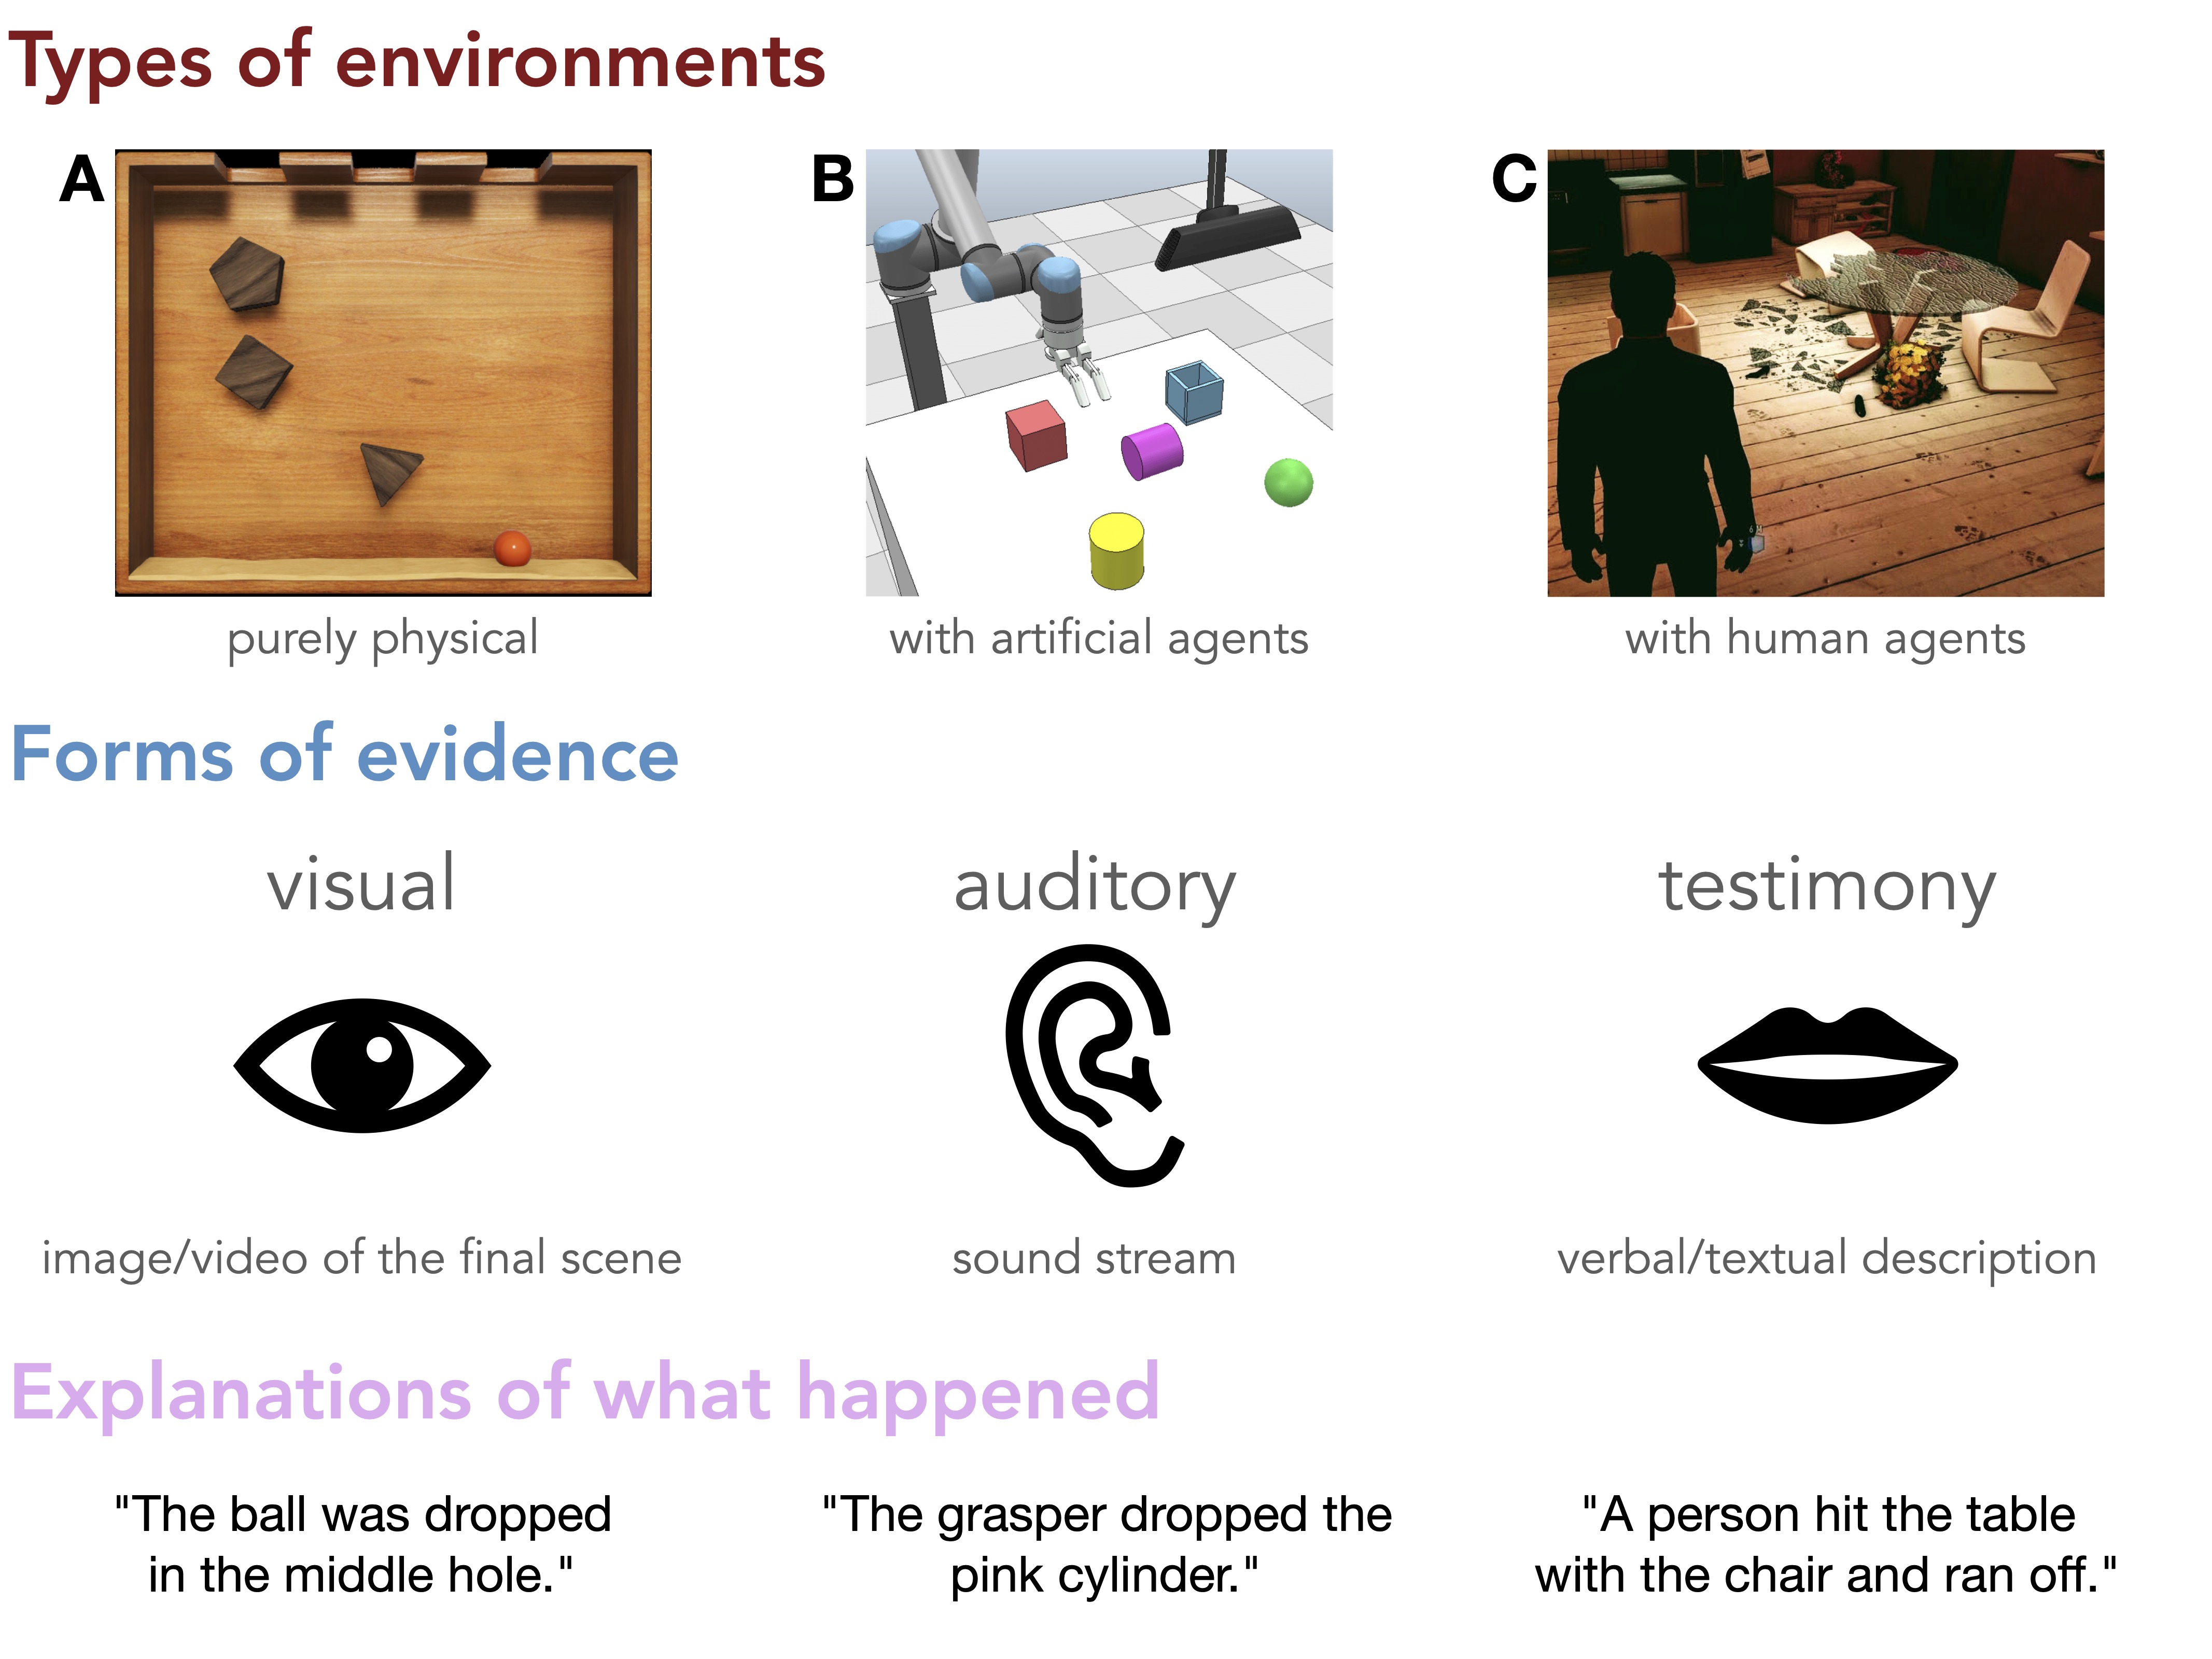 Types of environments
A
B
C
purely physical
with artificial agents
with human agents
Forms of evidence
visual
auditory
testimony
image/video of the final scene
sound stream
verbal/textual description
Explanations of what happened
"The ball was dropped
in the middle hole."
"The grasper dropped the
pink cylinder."
"A person hit the table
with the chair and ran off."